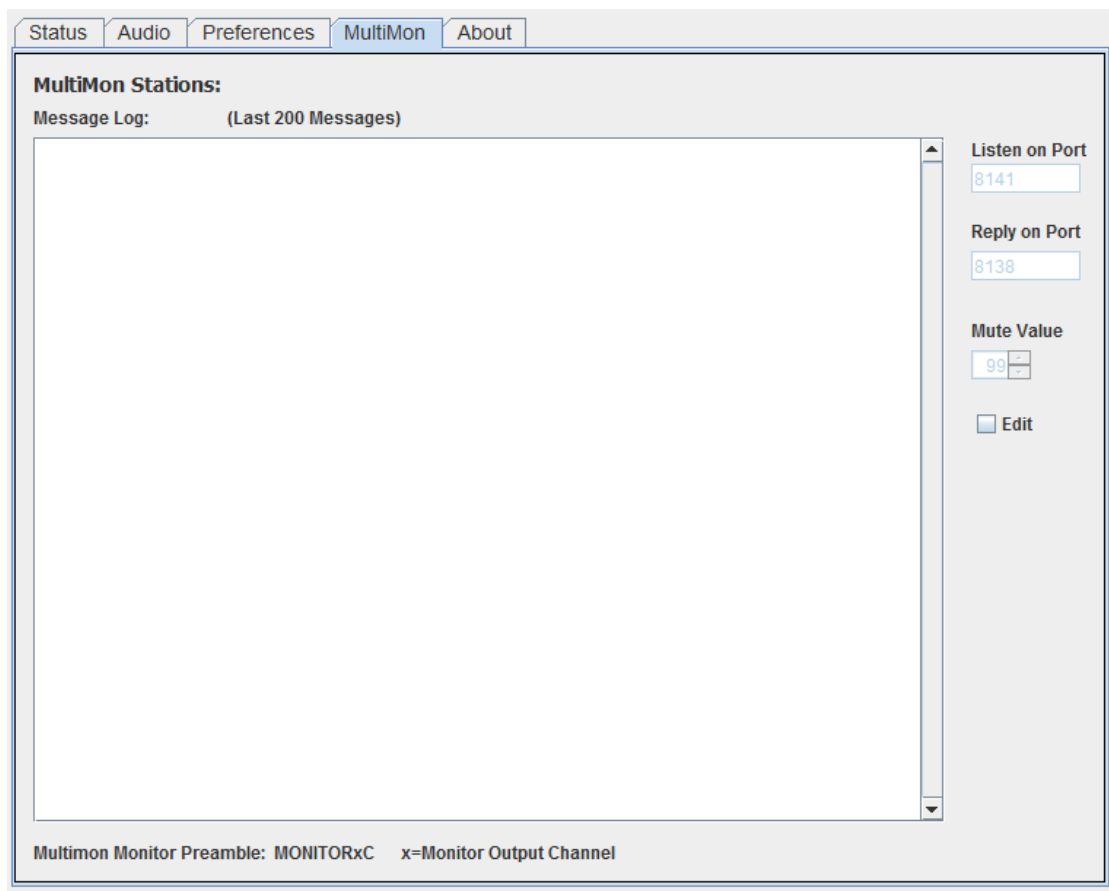 Status Audio Preferences MultiMon About
MultiMon Stations:
Message Log: (Last 200 Messages)
Listen on Port
8141
Reply on Port
8138
Mute Value
99
Edit
Multimon Monitor Preamble: MONITORxC x=Monitor Output Channel